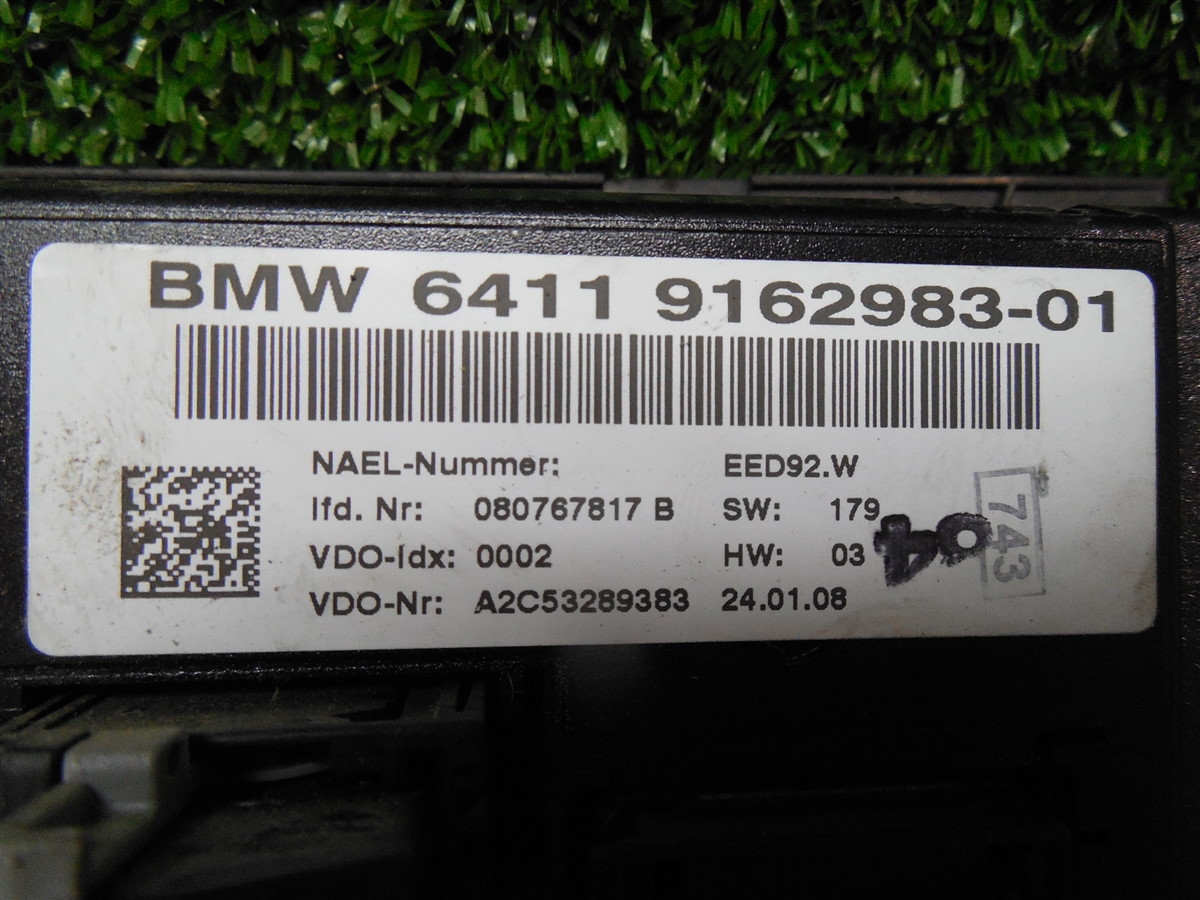 BMW 6411 9162983-01
NAEL-Nummer: EED92.W
lfd. Nr: 080767817 B SW: 179
VDO-Idx: 0002 HW: 03
VDO-Nr: A2C53289383 24.01.08
743